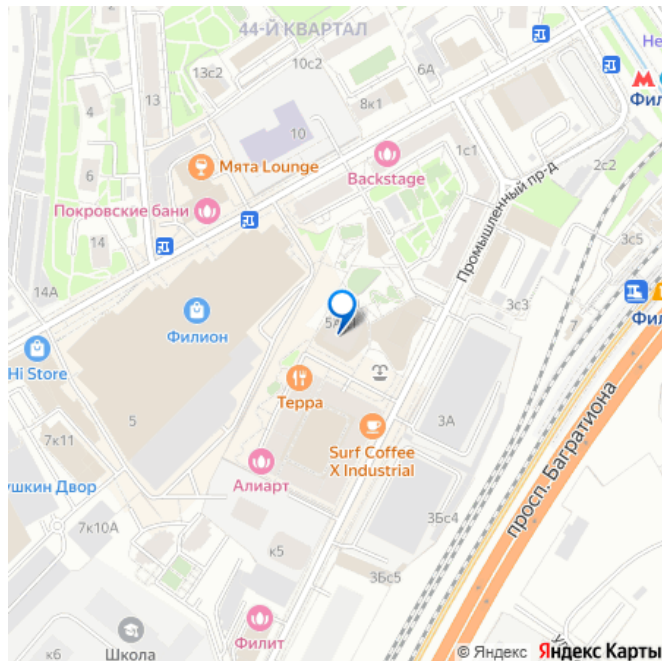 44-Й КВАРТАЛ
10с2
6А
Не
13с2
8к1
Фил
4
13
10
1с1
2с2
Мята Lounge
Backstage
6
Промышленный пр-д
Покровские бани
3с5
14
14А
3с3
Фил
7
5А
Филион
Hi Store
Терра
просп. Багратиона
5
3А
7к11
Surf Coffee
X Industrial
ушкин Двор
Алиарт
7к10А
3Бс4
к5
3Бс5
Филит
ул
к6
Школа
© Яндекс Яндекс Карты